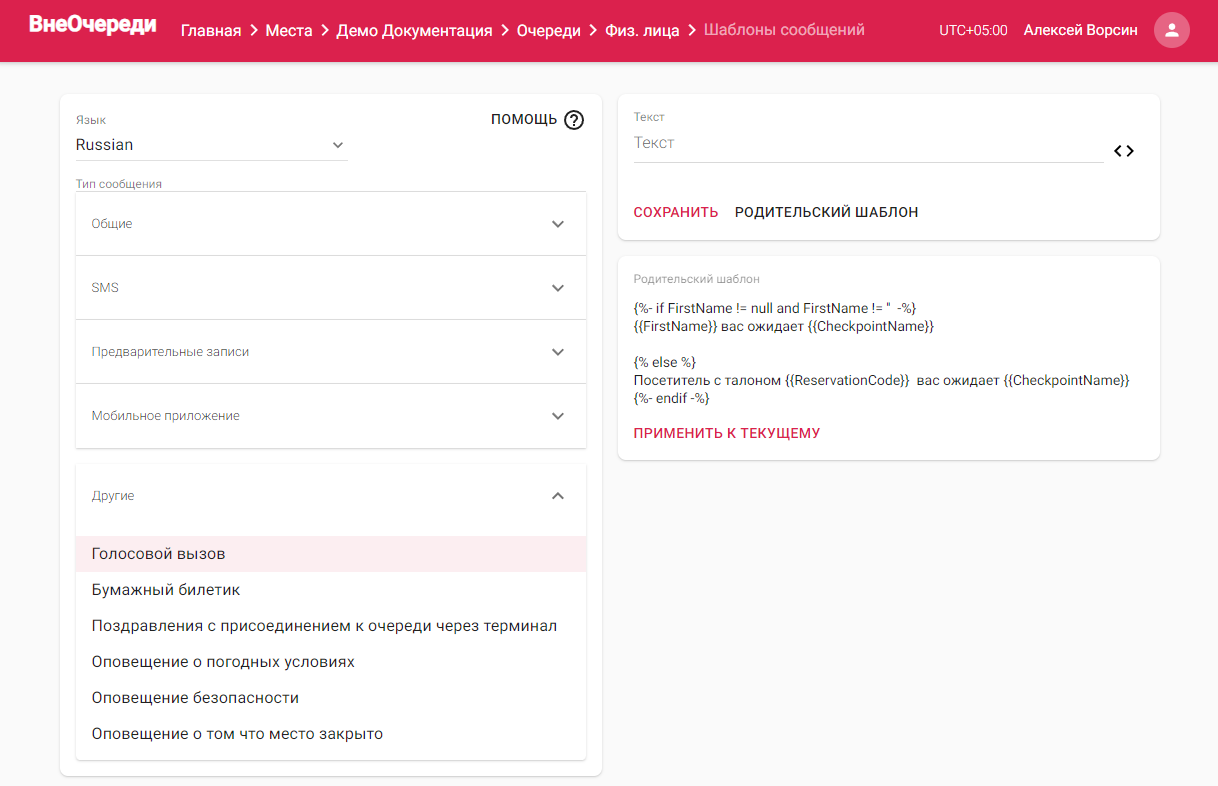 ВнеОчереди
Главная > Места > Демо Документация > Очереди > Физ. лица > Шаблоны сообщений
UTC+05:00 Алексей Ворсин
Язык
ПОМОЩЬ ?
Russian
Тип сообщения
Общие
SMS
Предварительные записи
Мобильное приложение
Другие
Голосовой вызов
Бумажный билетик
Поздравления с присоединением к очереди через терминал
Оповещение о погодных условиях
Оповещение безопасности
Оповещение о том что место закрыто
Текст
Текст
<>
СОХРАНИТЬ РОДИТЕЛЬСКИЙ ШАБЛОН
Родительский шаблон
{%- if FirstName != null and FirstName != ''  -%}
{{FirstName}} вас ожидает {{CheckpointName}}
{% else %}
Посетитель с талоном {{ReservationCode}}  вас ожидает {{CheckpointName}}
{%- endif -%}
ПРИМЕНИТЬ К ТЕКУЩЕМУ